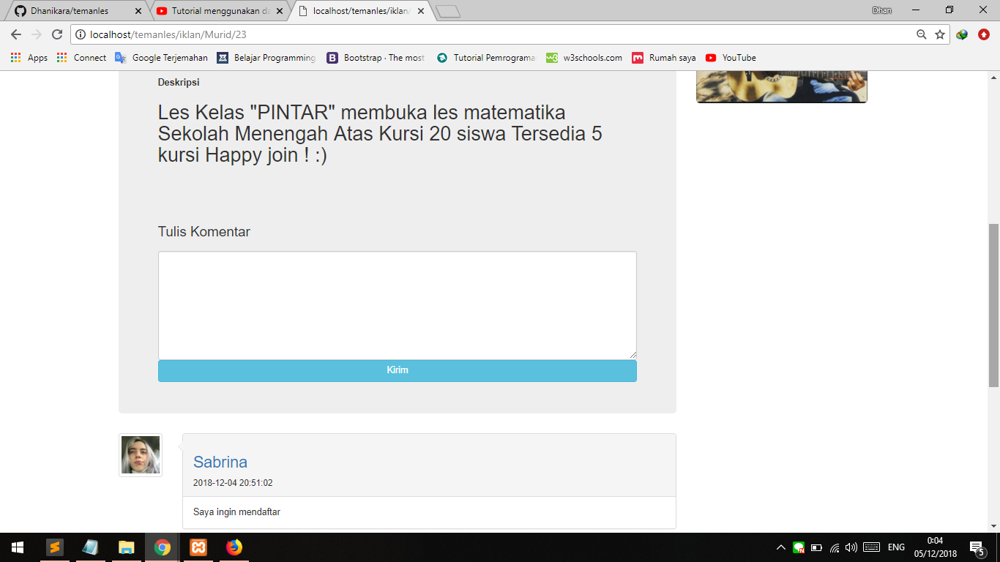 Dhanikara/temanles
Tutorial menggunakan da
localhost/temanles/iklan/
Dhan
localhost/temanles/iklan/Murid/23
Apps
Connect
Google Terjemahan
Belajar Programming
Bootstrap · The most
Tutorial Pemrograma
w3schools.com
Rumah saya
YouTube
Deskripsi
Les Kelas "PINTAR" membuka les matematika
Sekolah Menengah Atas Kursi 20 siswa Tersedia 5
kursi Happy join ! :)
Tulis Komentar
Kirim
Sabrina
2018-12-04 20:51:02
Saya ingin mendaftar
ENG
0:04
05/12/2018
5